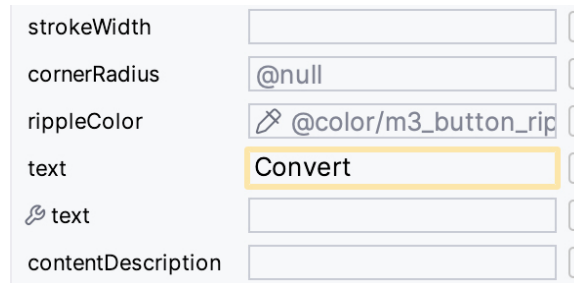 strokeWidth
cornerRadius @null
rippleColor @color/m3_button_rip
text Convert
text
contentDescription